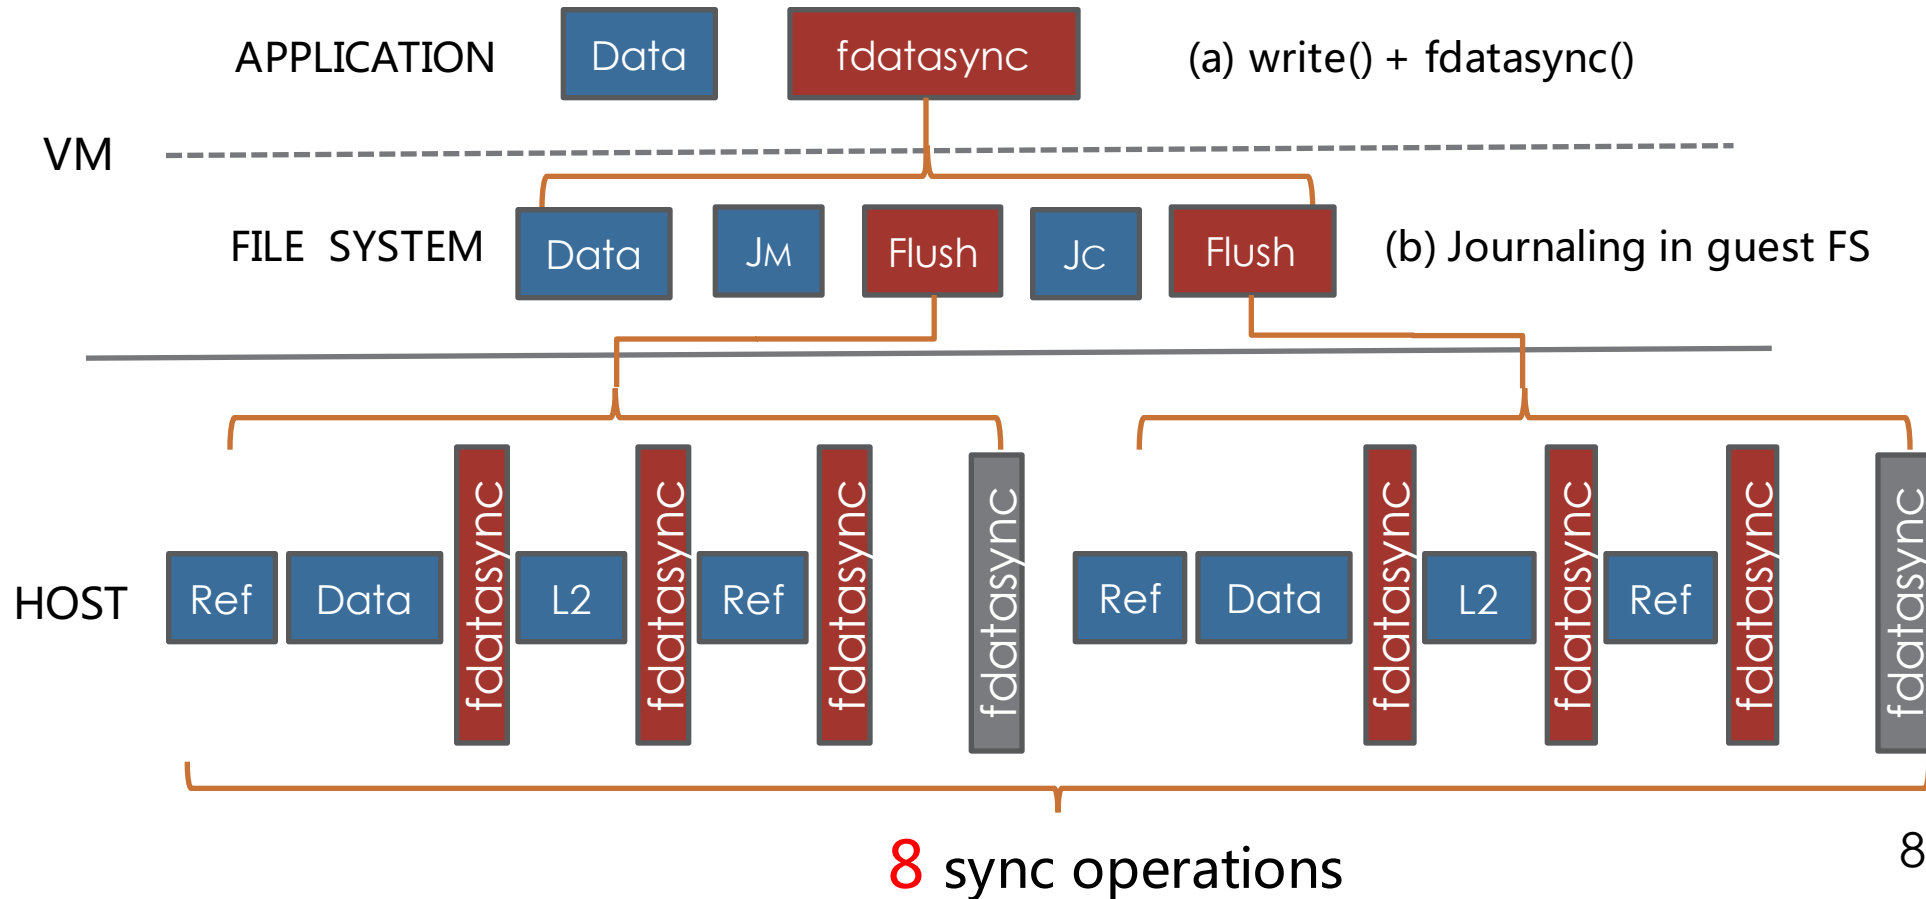 APPLICATION Data fdatasync (a) write() + fdatasync()
VM
FILE SYSTEM Data JM Flush JC Flush (b) Journaling in guest FS
HOST Ref Data fdatasync L2 fdatasync Ref fdatasync fdatasync Ref Data fdatasync L2 fdatasync Ref fdatasync fdatasync
8 sync operations
8